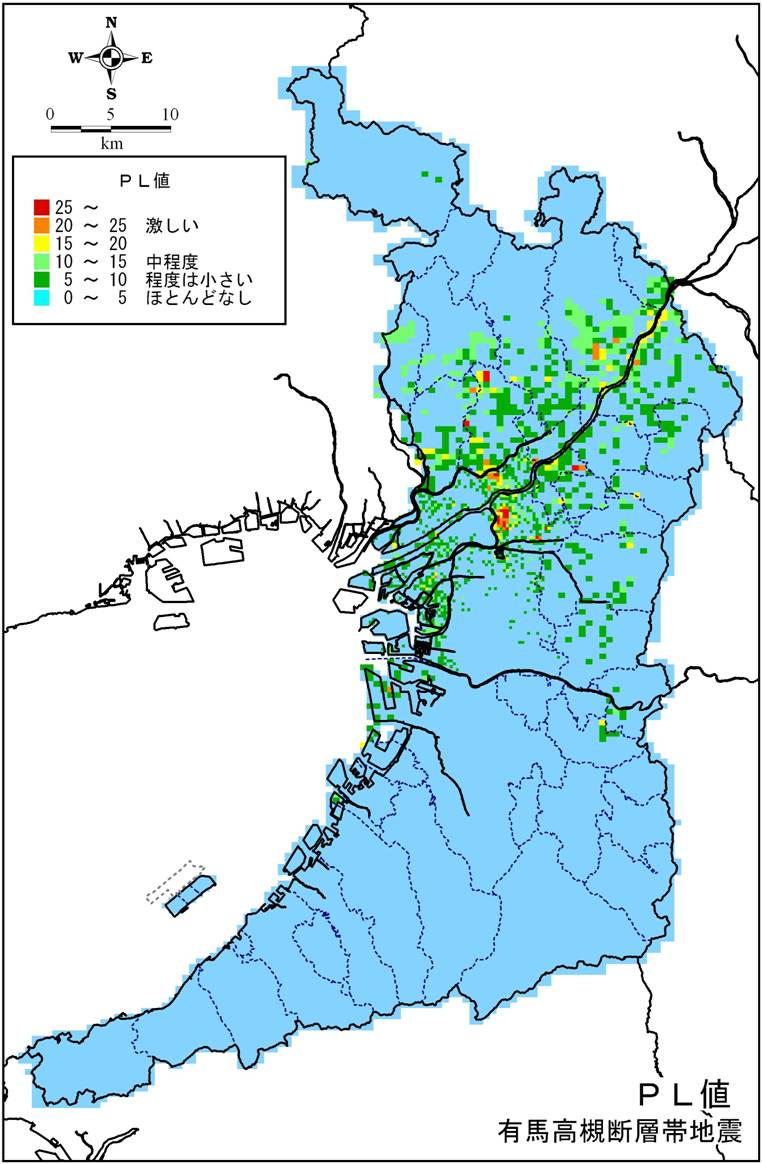 N
W E
S
0 5 10
km
ＰＬ値
25 ～
20 ～ 25 激しい
15 ～ 20
10 ～ 15 中程度
5 ～ 10 程度は小さい
0 ～ 5 ほとんどなし
ＰＬ値
有馬高槻断層帯地震